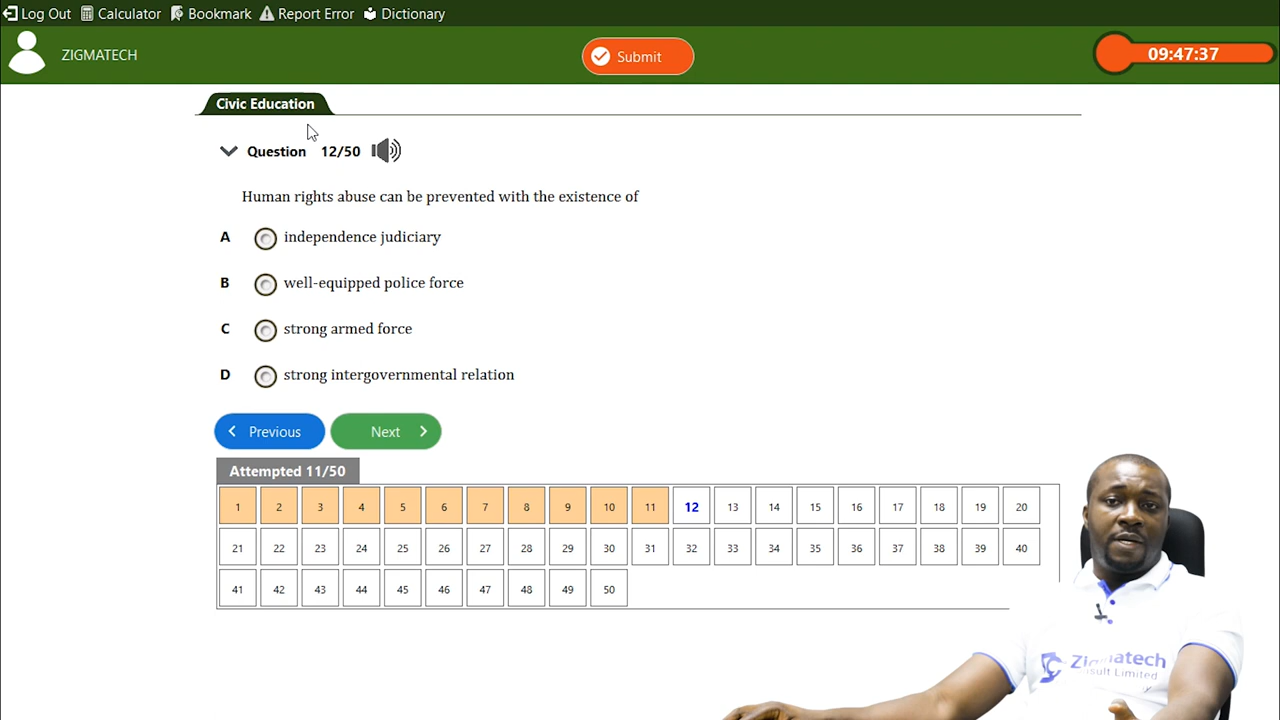 Log Out Calculator Bookmark Report Error Dictionary
ZIGMATECH
Submit
09:47:37
Civic Education
Question 12/50
Human rights abuse can be prevented with the existence of
A independence judiciary
B well-equipped police force
C strong armed force
D strong intergovernmental relation
Previous Next
Attempted 11/50
1 2 3 4 5 6 7 8 9 10 11 12 13 14 15 16 17 18 19 20
21 22 23 24 25 26 27 28 29 30 31 32 33 34 35 36 37 38 39 40
41 42 43 44 45 46 47 48 49 50
Zigmatech
sult Limited